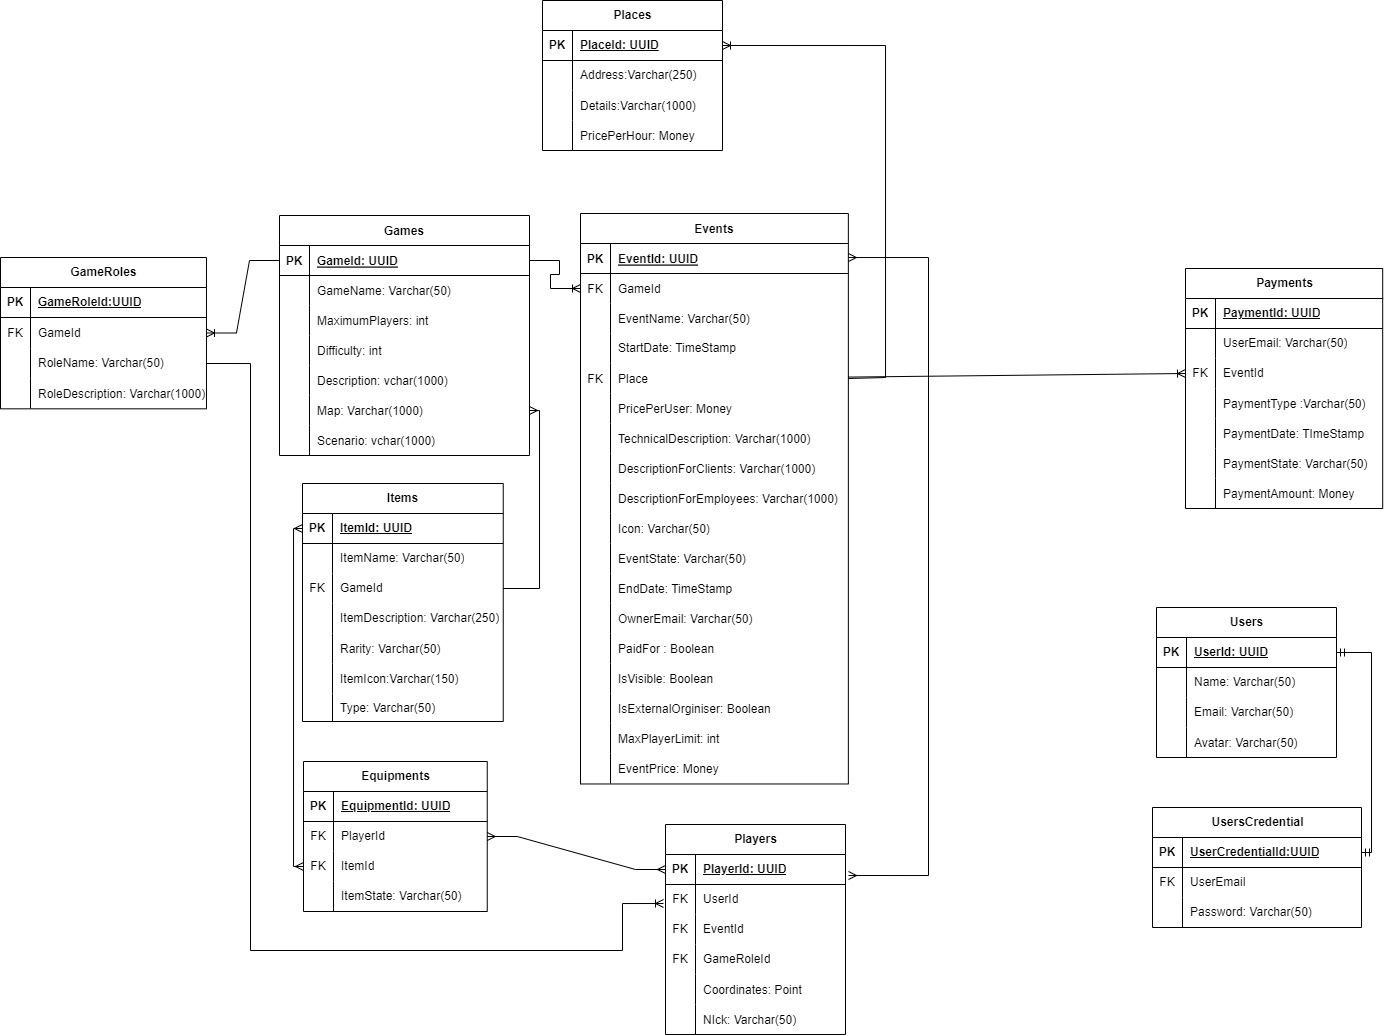 Places
PK PlaceId: UUID
Address:Varchar(250)
Details:Varchar(1000)
PricePerHour: Money
GameRoles
PK GameRoleId:UUID
FK GameId
RoleName: Varchar(50)
RoleDescription: Varchar(1000)
Games
PK GameId: UUID
GameName: Varchar(50)
MaximumPlayers: int
Difficulty: int
Description: vchar(1000)
Map: Varchar(1000)
Scenario: vchar(1000)
Events
PK EventId: UUID
FK GameId
EventName: Varchar(50)
StartDate: TimeStamp
FK Place
PricePerUser: Money
TechnicalDescription: Varchar(1000)
DescriptionForClients: Varchar(1000)
DescriptionForEmployees: Varchar(1000)
Icon: Varchar(50)
EventState: Varchar(50)
EndDate: TimeStamp
OwnerEmail: Varchar(50)
PaidFor : Boolean
IsVisible: Boolean
IsExternalOrginiser: Boolean
MaxPlayerLimit: int
EventPrice: Money
Payments
PK PaymentId: UUID
UserEmail: Varchar(50)
FK EventId
PaymentType :Varchar(50)
PaymentDate: TImeStamp
PaymentState: Varchar(50)
PaymentAmount: Money
Items
PK ItemId: UUID
ItemName: Varchar(50)
FK GameId
ItemDescription: Varchar(250)
Rarity: Varchar(50)
ItemIcon:Varchar(150)
Type: Varchar(50)
Users
PK UserId: UUID
Name: Varchar(50)
Email: Varchar(50)
Avatar: Varchar(50)
Equipments
PK EquipmentId: UUID
FK PlayerId
FK ItemId
ItemState: Varchar(50)
Players
PK PlayerId: UUID
FK UserId
FK EventId
FK GameRoleId
Coordinates: Point
NIck: Varchar(50)
UsersCredential
PK UserCredentialId:UUID
FK UserEmail
Password: Varchar(50)